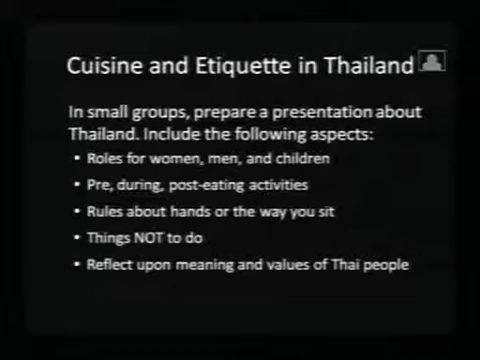 Cuisine and Etiquette in Thailand
In small groups, prepare a presentation about
Thailand. Include the following aspects:
• Roles for women, men, and children
• Pre, during, post-eating activities
• Rules about hands or the way you sit
• Things NOT to do
• Reflect upon meaning and values of Thai people